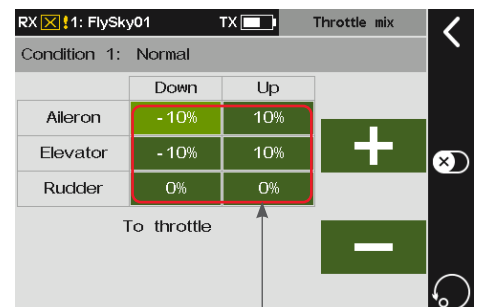 RX !1: FlySky01 TX Throttle mix
Condition 1: Normal
Down Up
Aileron -10% 10%
Elevator -10% 10%
Rudder 0% 0%
To throttle